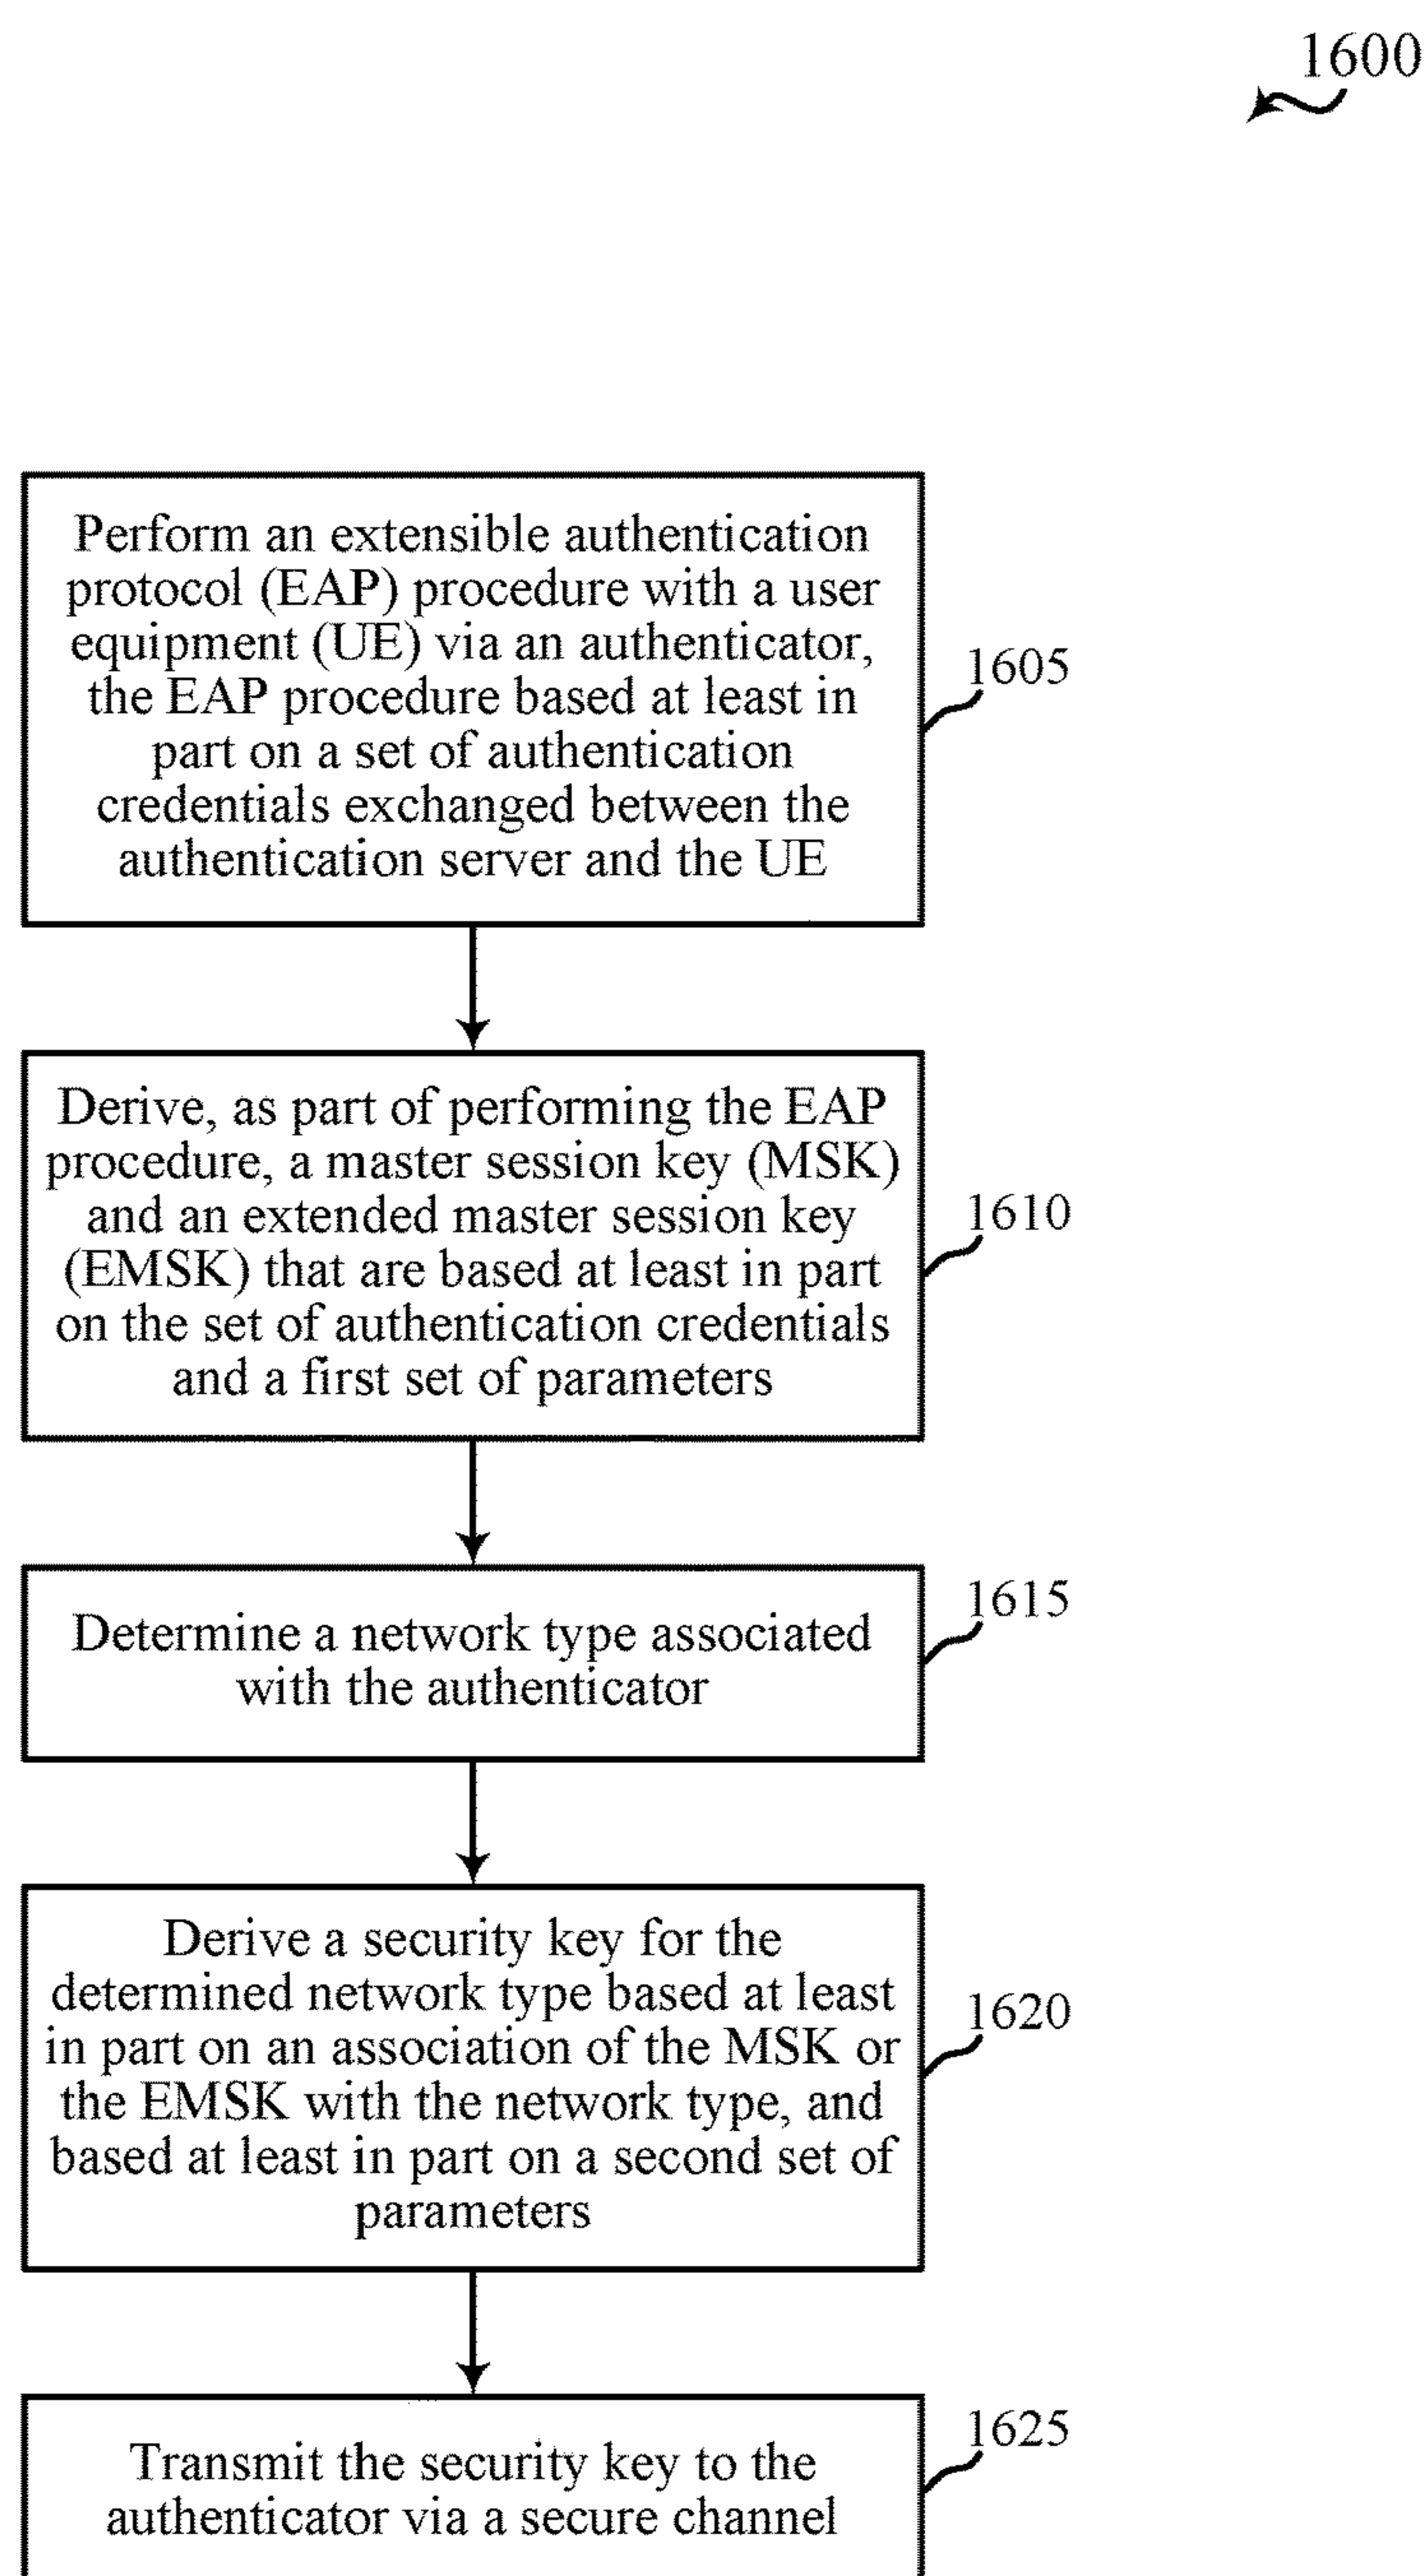 1600
Perform an extensible authentication
protocol (EAP) procedure with a user
equipment (UE) via an authenticator,
the EAP procedure based at least in
part on a set of authentication
credentials exchanged between the
authentication server and the UE
1605
Derive, as part of performing the EAP
procedure, a master session key (MSK)
and an extended master session key
(EMSK) that are based at least in part
on the set of authentication credentials
and a first set of parameters
1610
Determine a network type associated
with the authenticator
1615
Derive a security key for the
determined network type based at least
in part on an association of the MSK or
the EMSK with the network type, and
based at least in part on a second set of
parameters
1620
Transmit the security key to the
authenticator via a secure channel
1625